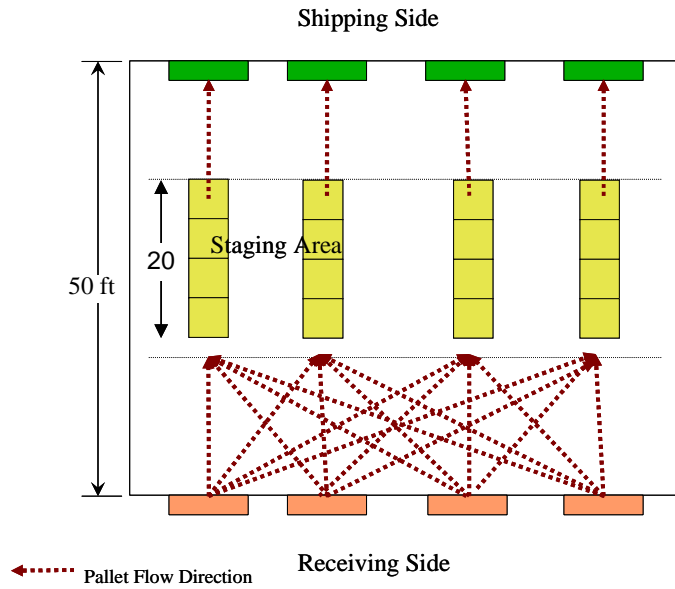 Shipping Side
Staging Area
20
50 ft
Receiving Side
Pallet Flow Direction